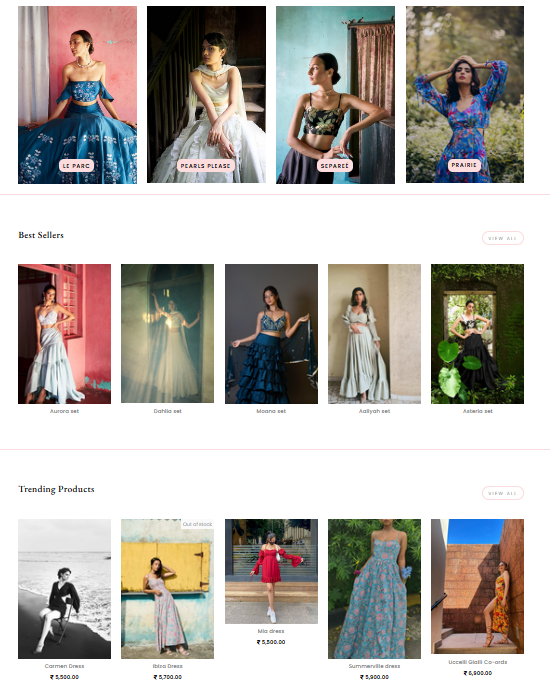 LE PARC
PEARLS PLEASE
SEPAREÉ
PRAIRIE
Best Sellers
VIEW ALL
Aurora set
Dahlia set
Moana set
Aaliyah set
Asteria set
Trending Products
VIEW ALL
Out of stock
Carmen Dress
₹ 5,500.00
Ibiza Dress
₹ 5,700.00
Mia dress
₹ 5,500.00
Summerville dress
₹ 5,900.00
Uccelli Gialli Co-ords
₹ 6,900.00